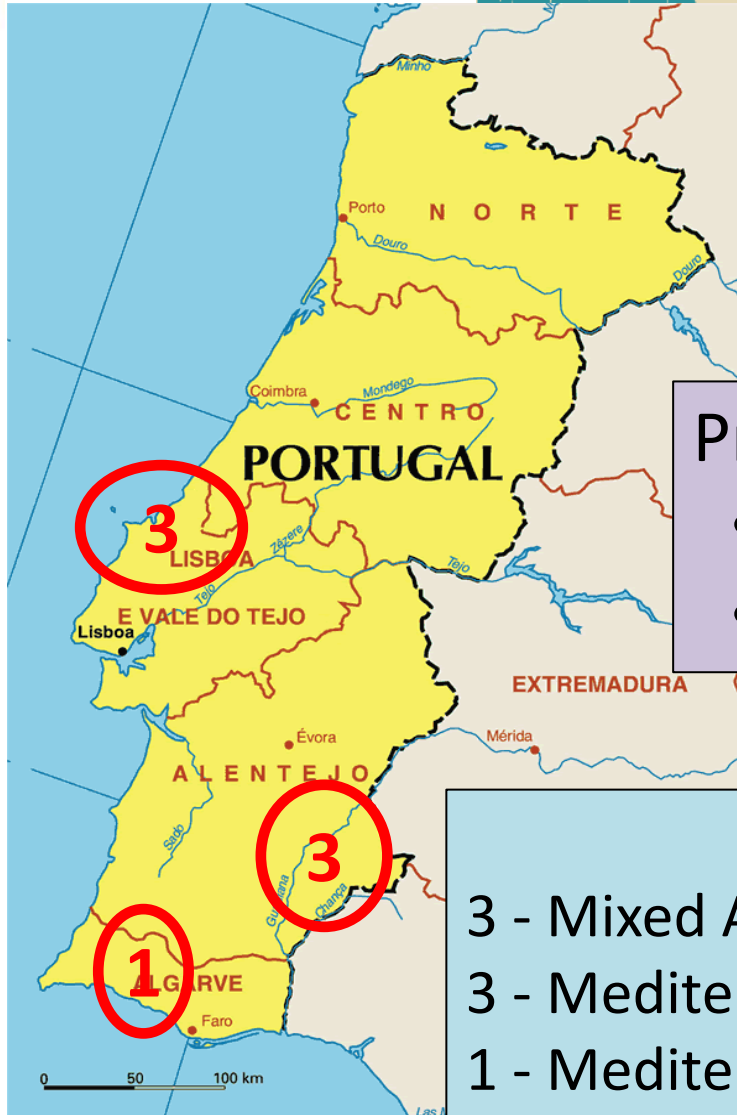 Minho
Porto
N O R T E
Douro
Douro
Coimbra
Mondego
C E N T R O
PORTUGAL
3
Zêzere
LISBOA
Tejo
Tejo
E VALE DO TEJO
Lisboa
EXTREMADURA
Évora
Mérida
A L E N T E J O
Sado
3
Guadiana
Chança
1
ALGARVE
Faro
0 50 100 km
3 - Mixed A
3 - Medite
1 - Medite